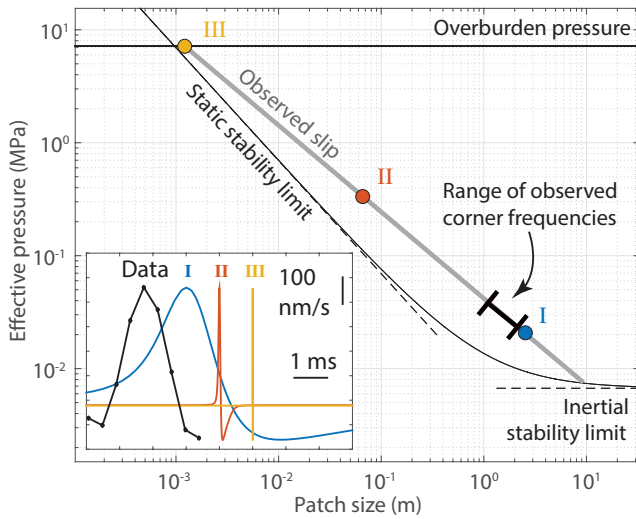 III
Overburden pressure
10^1
Observed slip
Static stability limit
II
10^0
Range of observed
corner frequencies
Effective pressure (MPa)
10^-1
Data I II III 100
nm/s
I
1 ms
10^-2
Inertial
stability limit
10^-3 10^-2 10^-1 10^0 10^1
Patch size (m)